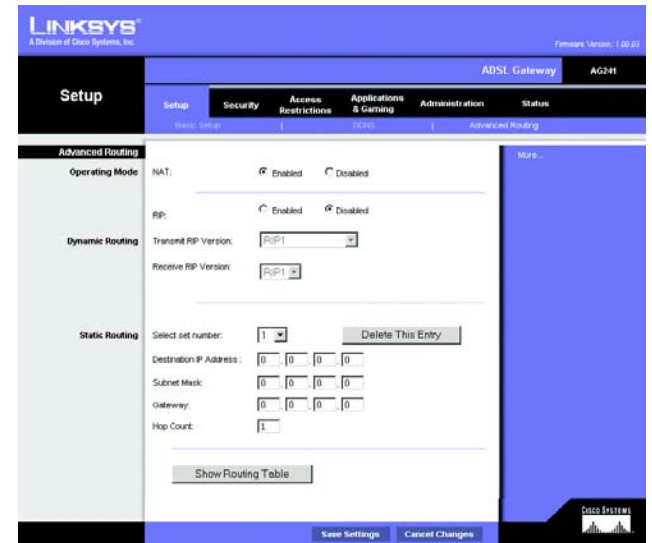 LINKSYS®
A Division of Cisco Systems, Inc.
Firmware Version: 1.00.03
ADSL Gateway AG241
Setup
Setup Security Access Restrictions Applications & Gaming Administration Status
Basic Setup | DDNS | Advanced Routing
Advanced Routing
More...
Operating Mode NAT: Enabled Disabled
RIP: Enabled Disabled
Dynamic Routing Transmit RIP Version: RIP1
Receive RIP Version: RIP1
Static Routing Select set number: 1 Delete This Entry
Destination IP Address : 0 . 0 . 0 . 0
Subnet Mask: 0 . 0 . 0 . 0
Gateway: 0 . 0 . 0 . 0
Hop Count: 1
Show Routing Table
Save Settings Cancel Changes
CISCO SYSTEMS